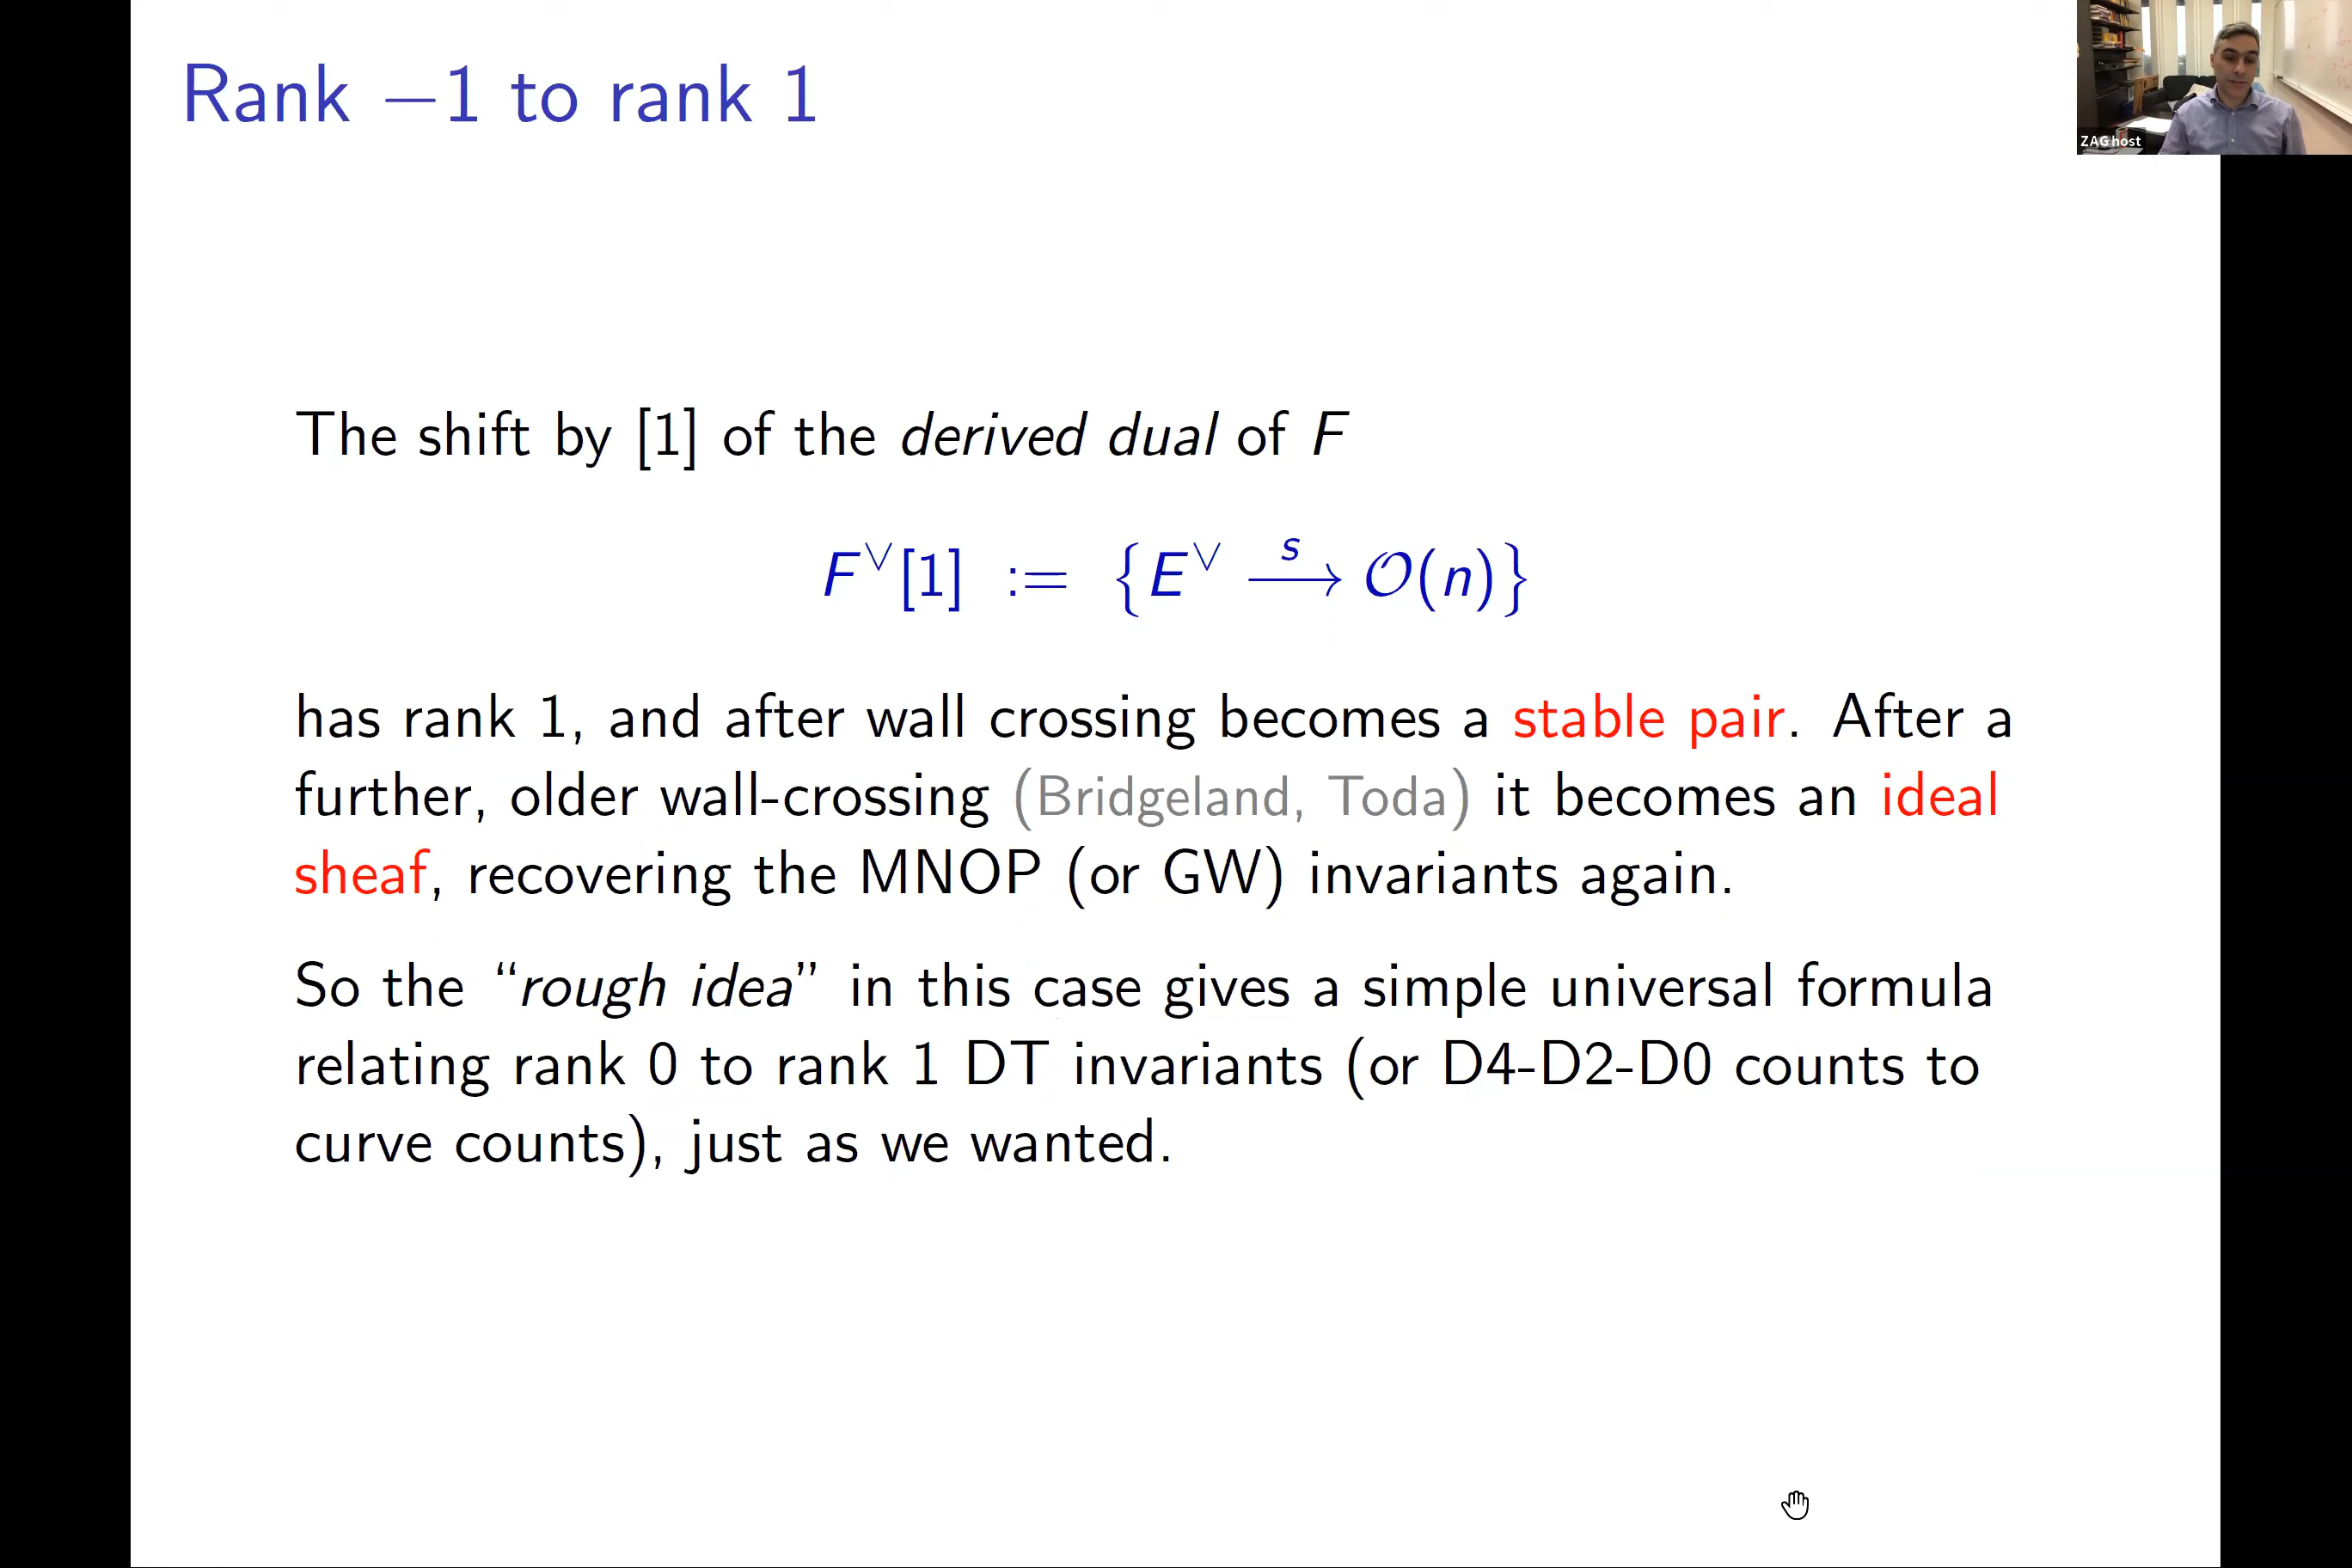 Rank −1 to rank 1
ZAG host
The shift by [1] of the derived dual of F
F^∨[1] := {E^∨ —s→ 𝒪(n)}
has rank 1, and after wall crossing becomes a stable pair. After a
further, older wall-crossing (Bridgeland, Toda) it becomes an ideal
sheaf, recovering the MNOP (or GW) invariants again.
So the “rough idea” in this case gives a simple universal formula
relating rank 0 to rank 1 DT invariants (or D4-D2-D0 counts to
curve counts), just as we wanted.